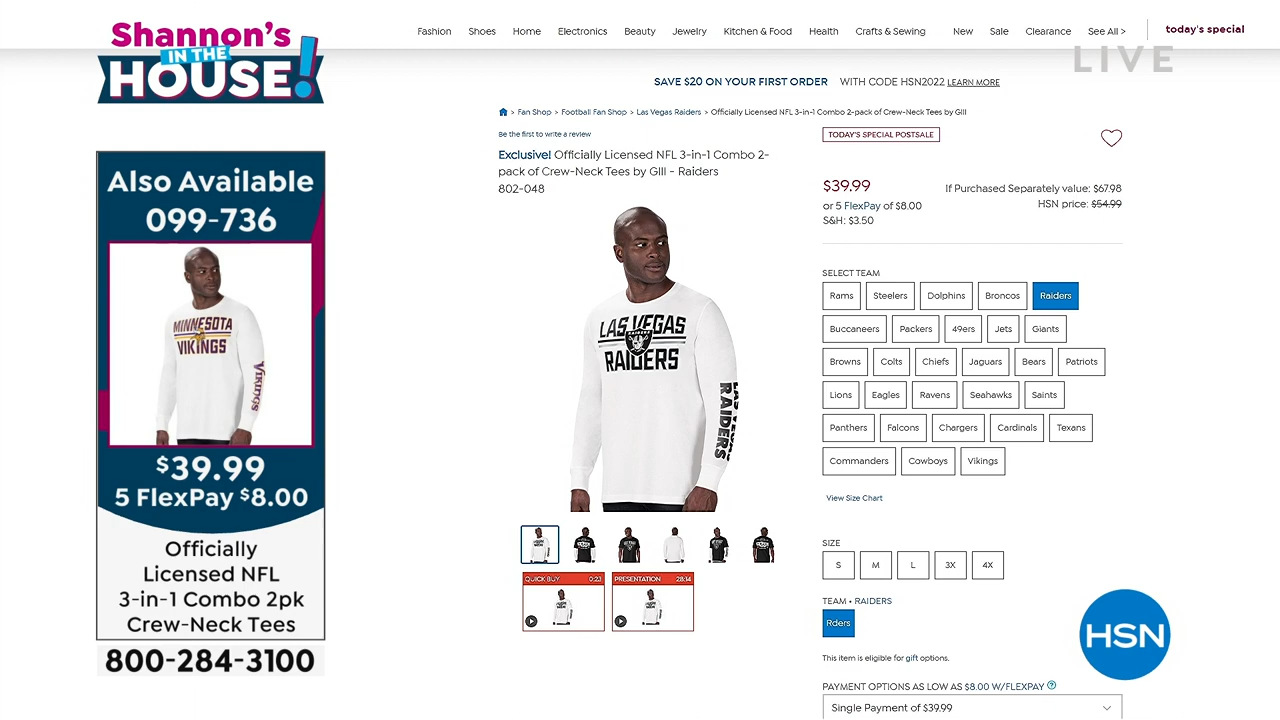 Shannon's
IN THE
HOUSE!
Also Available
099-736
MINNESOTA
VIKINGS
VIKINGS
$39.99
5 FlexPay $8.00
Officially
Licensed NFL
3-in-1 Combo 2pk
Crew-Neck Tees
800-284-3100
Fashion Shoes Home Electronics Beauty Jewelry Kitchen & Food Health Crafts & Sewing New Sale Clearance See All > today's special
LIVE
SAVE $20 ON YOUR FIRST ORDER WITH CODE HSN2022 LEARN MORE
> Fan Shop > Football Fan Shop > Las Vegas Raiders > Officially Licensed NFL 3-in-1 Combo 2-pack of Crew-Neck Tees by GIII
Be the first to write a review
Exclusive! Officially Licensed NFL 3-in-1 Combo 2-
pack of Crew-Neck Tees by GIII - Raiders
802-048
LAS VEGAS
RAIDERS
RAIDERS
LAS VEGAS
RAIDERS
QUICK BUY 0:23
PRESENTATION 28:14
TODAY'S SPECIAL POSTSALE
$39.99 If Purchased Separately value: $67.98
or 5 FlexPay of $8.00 HSN price: $54.99
S&H: $3.50
SELECT TEAM
Rams Steelers Dolphins Broncos Raiders
Buccaneers Packers 49ers Jets Giants
Browns Colts Chiefs Jaguars Bears Patriots
Lions Eagles Ravens Seahawks Saints
Panthers Falcons Chargers Cardinals Texans
Commanders Cowboys Vikings
View Size Chart
SIZE
S M L 3X 4X
TEAM • RAIDERS
Rders
This item is eligible for gift options.
PAYMENT OPTIONS AS LOW AS $8.00 W/FLEXPAY ?
Single Payment of $39.99
HSN